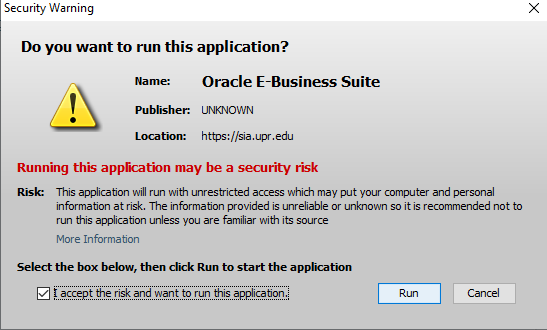 Security Warning
Do you want to run this application?
Name: Oracle E-Business Suite
Publisher: UNKNOWN
Location: https://sia.upr.edu
Running this application may be a security risk
Risk: This application will run with unrestricted access which may put your computer and personal
information at risk. The information provided is unreliable or unknown so it is recommended not to
run this application unless you are familiar with its source
More Information
Select the box below, then click Run to start the application
I accept the risk and want to run this application. Run Cancel